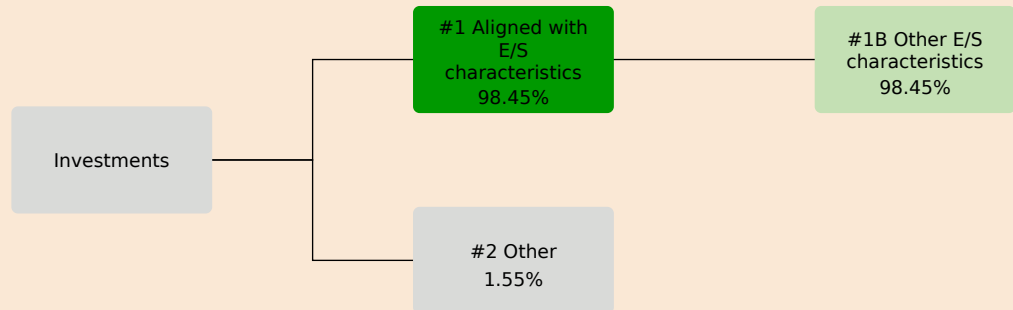 #1 Aligned with
E/S
characteristics
98.45%
#1B Other E/S
characteristics
98.45%
Investments
#2 Other
1.55%